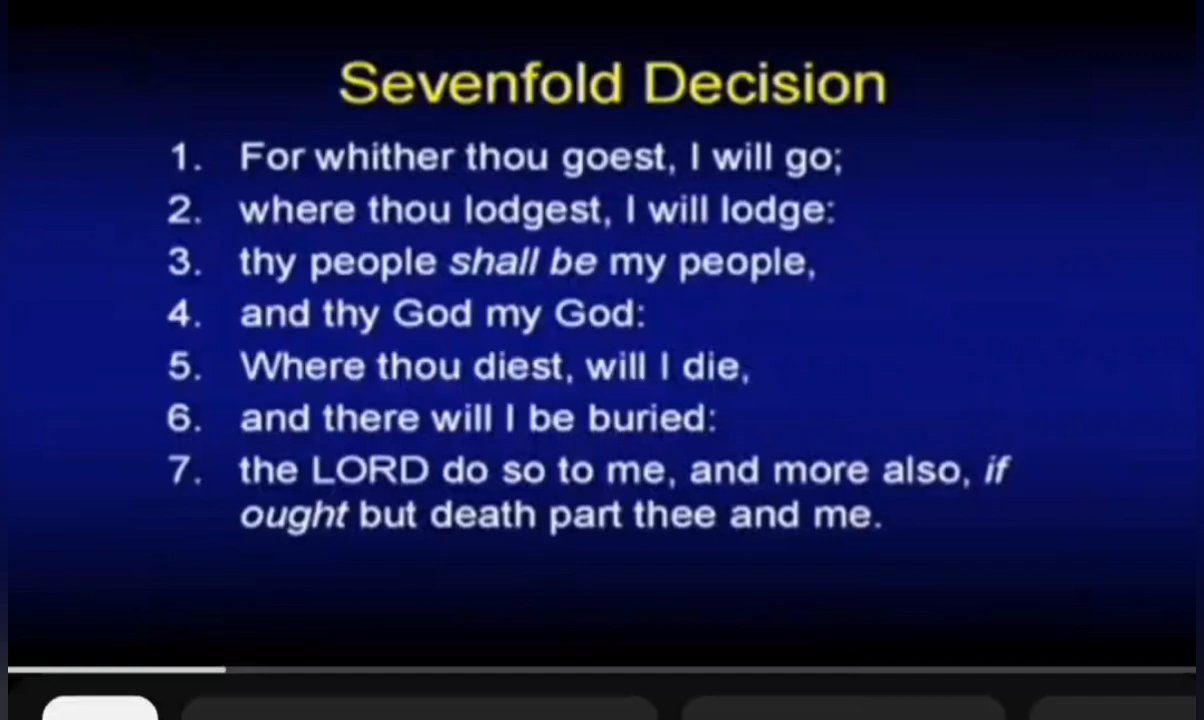 Sevenfold Decision
1. For whither thou goest, I will go;
2. where thou lodgest, I will lodge:
3. thy people shall be my people,
4. and thy God my God:
5. Where thou diest, will I die,
6. and there will I be buried:
7. the LORD do so to me, and more also, if
ought but death part thee and me.